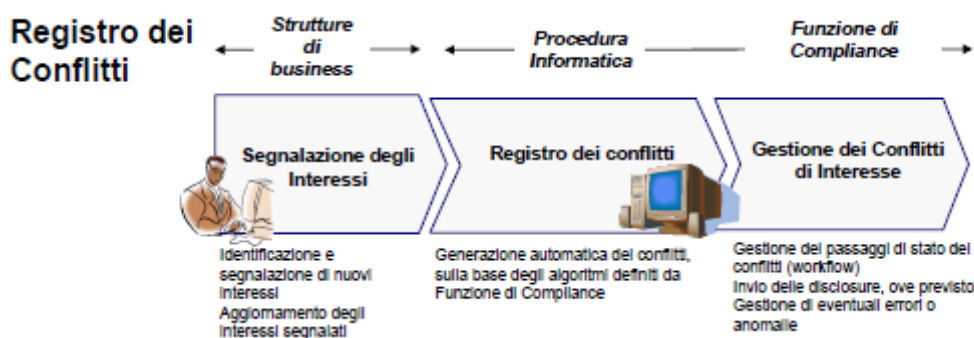 Registro dei
Conflitti
Strutture
di
business
Procedura
Informatica
Funzione di
Compliance
Segnalazione degli
Interessi
Registro dei conflitti
Gestione dei Conflitti
di Interesse
Identificazione e
segnalazione di nuovi
Interessi
Aggiornamento degli
Interessi segnalati
Generazione automatica dei conflitti,
sulla base degli algoritmi definiti da
Funzione di Compliance
Gestione dei passaggi di stato dei
conflitti (workflow)
Invio delle disclosure, ove previsto
Gestione di eventuali errori o
anomalie